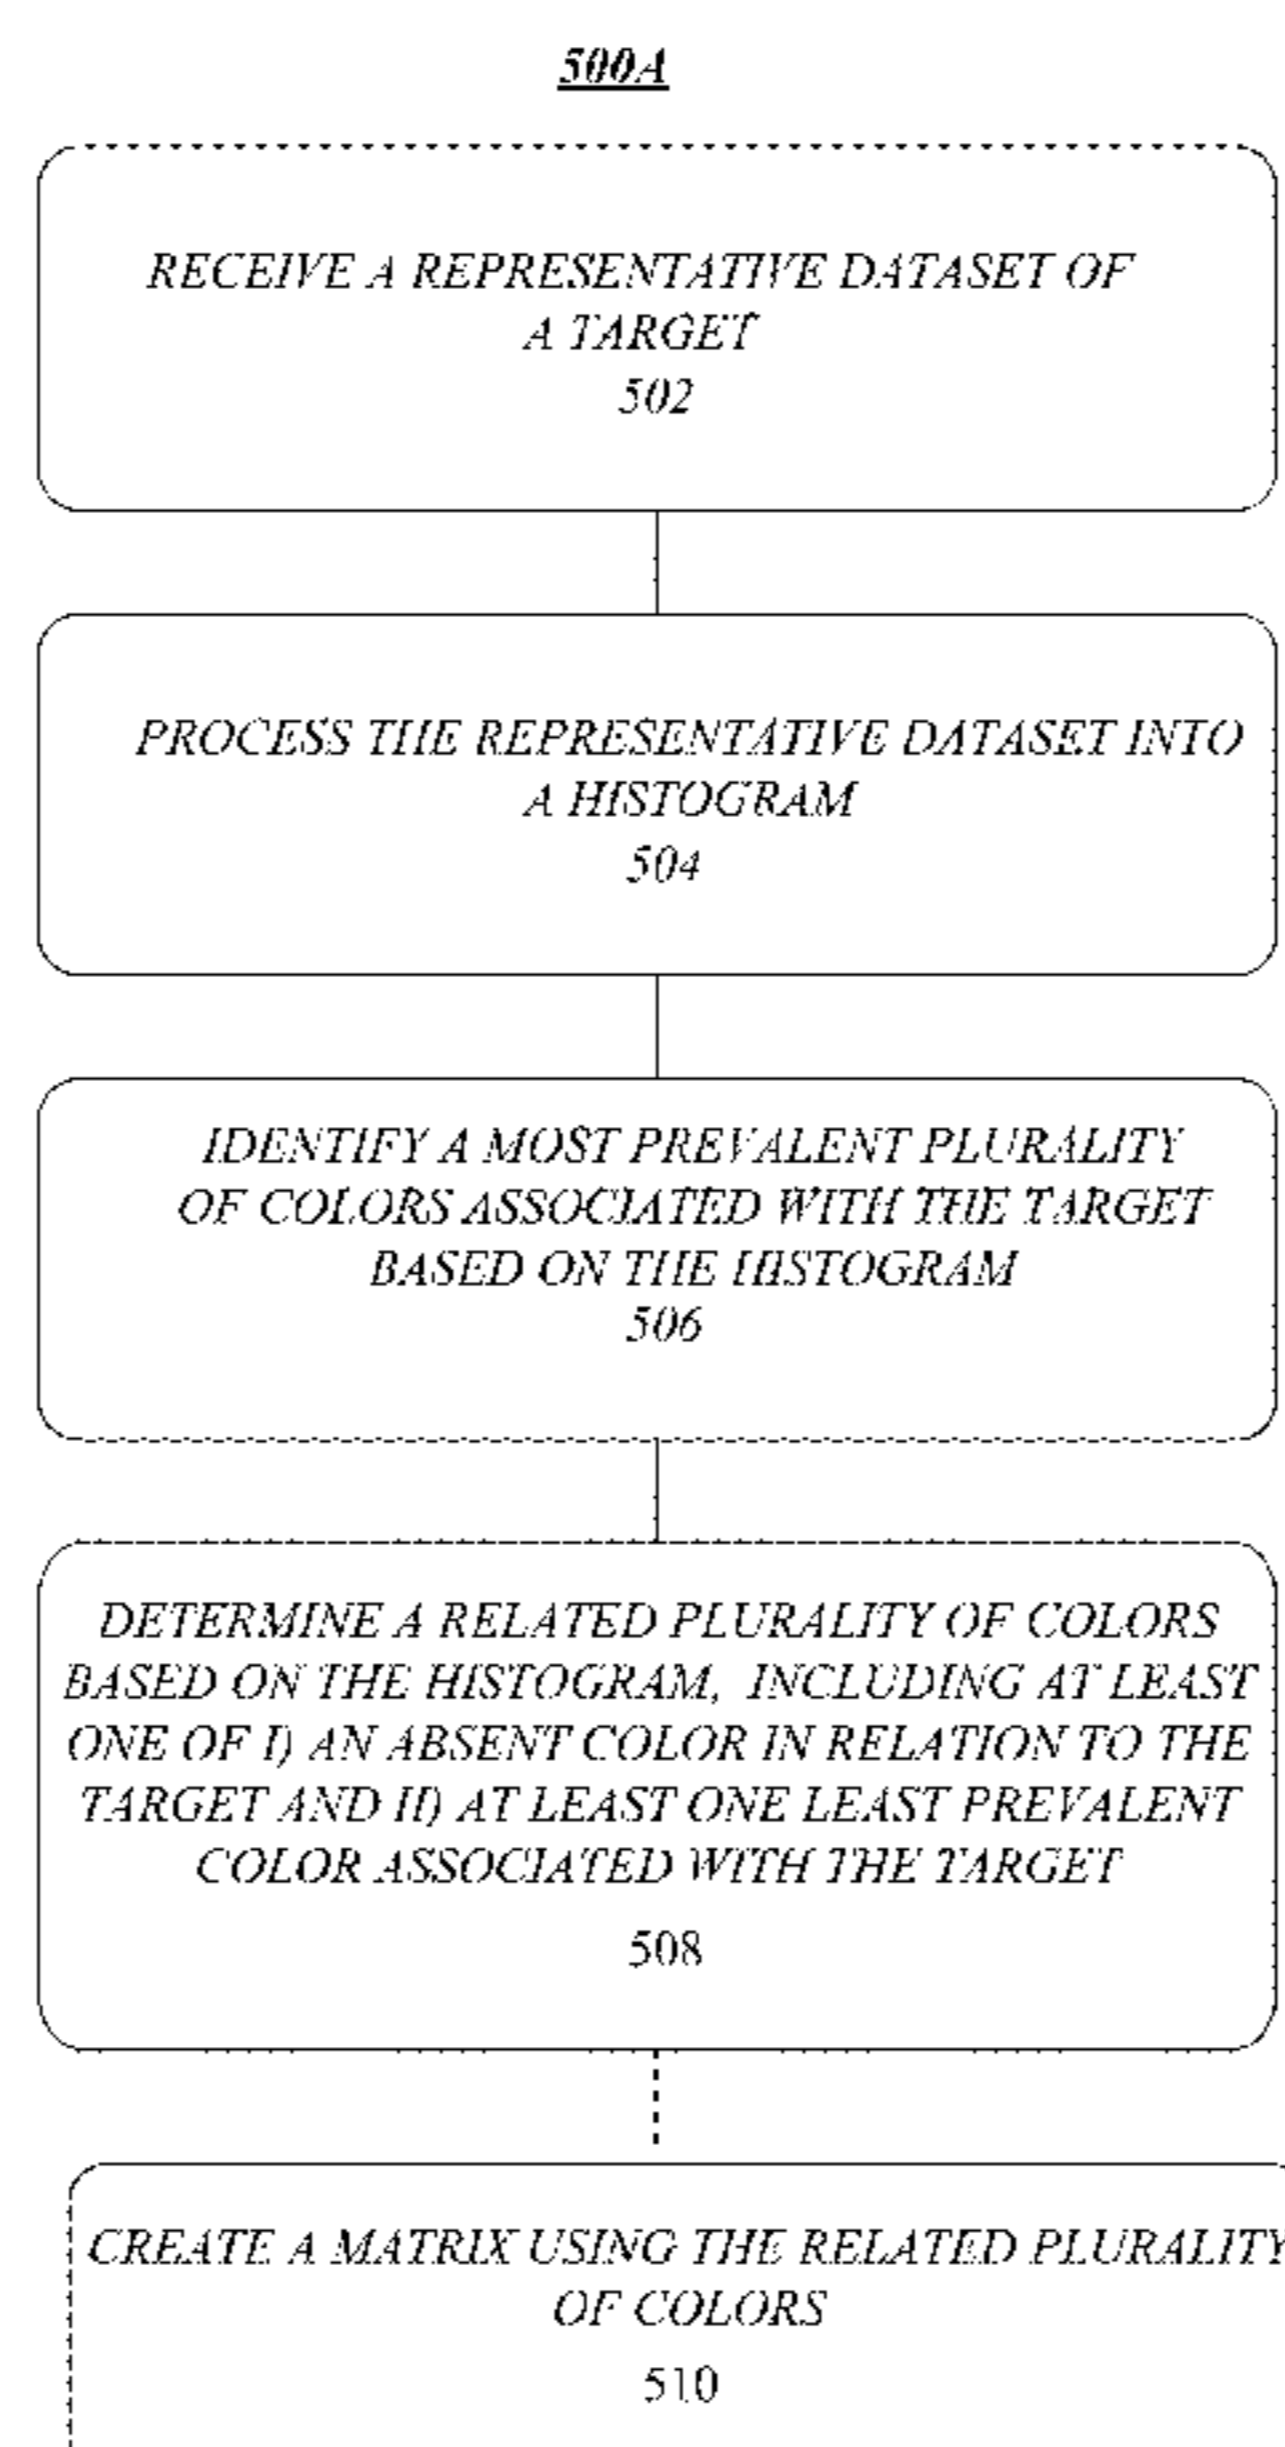 500A
RECEIVE A REPRESENTATIVE DATASET OF
A TARGET
502
PROCESS THE REPRESENTATIVE DATASET INTO
A HISTOGRAM
504
IDENTIFY A MOST PREVALENT PLURALITY
OF COLORS ASSOCIATED WITH THE TARGET
BASED ON THE HISTOGRAM
506
DETERMINE A RELATED PLURALITY OF COLORS
BASED ON THE HISTOGRAM, INCLUDING AT LEAST
ONE OF I) AN ABSENT COLOR IN RELATION TO THE
TARGET AND II) AT LEAST ONE LEAST PREVALENT
COLOR ASSOCIATED WITH THE TARGET
508
CREATE A MATRIX USING THE RELATED PLURALITY
OF COLORS
510